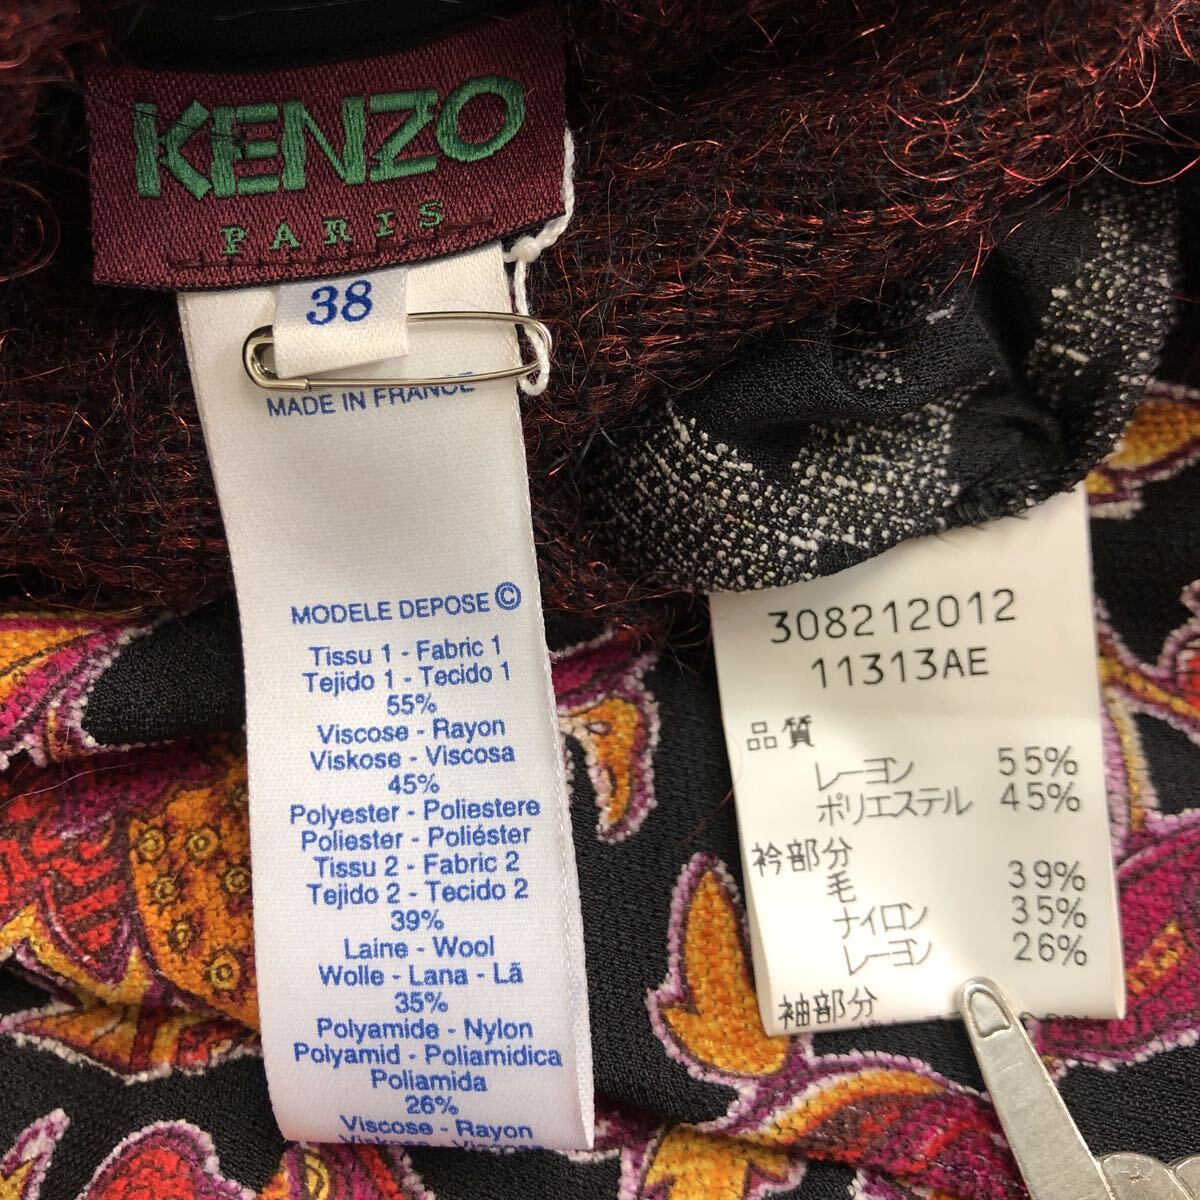 KENZO
PARIS
38
MADE IN FRANCE
MODELE DEPOSE ©
Tissu 1 - Fabric 1
Tejido 1 - Tecido 1
55%
Viscose - Rayon
Viskose - Viscosa
45%
Polyester - Poliestere
Poliester - Poliéster
Tissu 2 - Fabric 2
Tejido 2 - Tecido 2
39%
Laine - Wool
Wolle - Lana - Lã
35%
Polyamide - Nylon
Polyamid - Poliamidica
Poliamida
26%
Viscose - Rayon
Viskose - Viscosa
308212012
11313AE
品質
レーヨン 55%
ポリエステル 45%
衿部分
毛 39%
ナイロン 35%
レーヨン 26%
袖部分